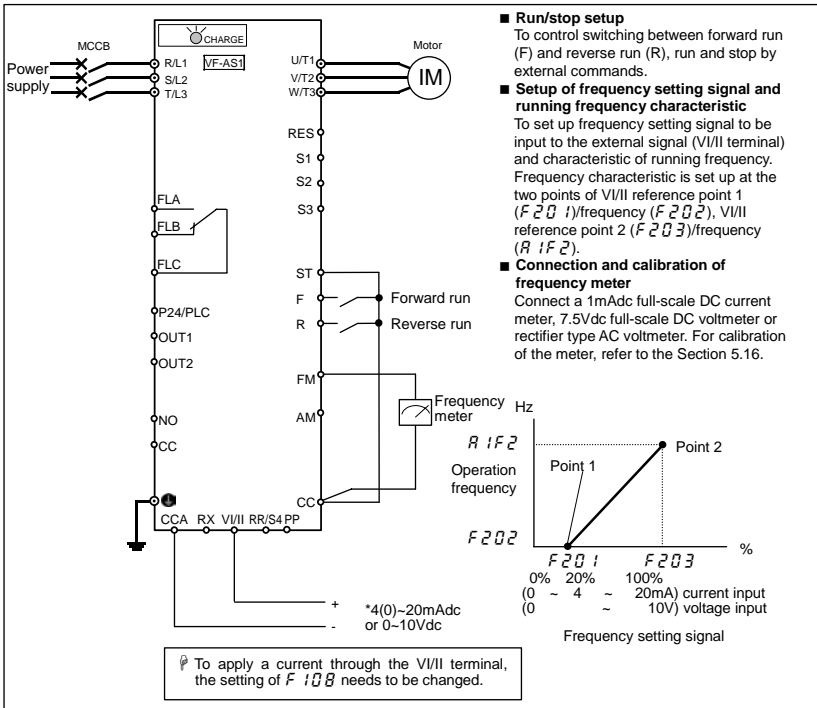 MCCB
Power
supply
CHARGE
R/L1
VF-AS1
S/L2
T/L3
U/T1
V/T2
W/T3
Motor
IM
RES
S1
S2
S3
FLA
FLB
FLC
ST
F
Forward run
R
Reverse run
P24/PLC
OUT1
OUT2
FM
Frequency
meter
AM
NO
CC
CC
CCA RX VI/II RR/S4 PP
+
-
*4(0)~20mAdc
or 0~10Vdc
To apply a current through the VI/II terminal,
the setting of F108 needs to be changed.
■ Run/stop setup
To control switching between forward run
(F) and reverse run (R), run and stop by
external commands.
■ Setup of frequency setting signal and
running frequency characteristic
To set up frequency setting signal to be
input to the external signal (VI/II terminal)
and characteristic of running frequency.
Frequency characteristic is set up at the
two points of VI/II reference point 1
(F201)/frequency (F202), VI/II
reference point 2 (F203)/frequency
(A1F2).
■ Connection and calibration of
frequency meter
Connect a 1mAdc full-scale DC current
meter, 7.5Vdc full-scale DC voltmeter or
rectifier type AC voltmeter. For calibration
of the meter, refer to the Section 5.16.
Hz
A1F2
Point 2
Operation
frequency
Point 1
F202
%
F201 F203
0% 20% 100%
(0 ~ 4 ~ 20mA) current input
(0 ~ 10V) voltage input
Frequency setting signal